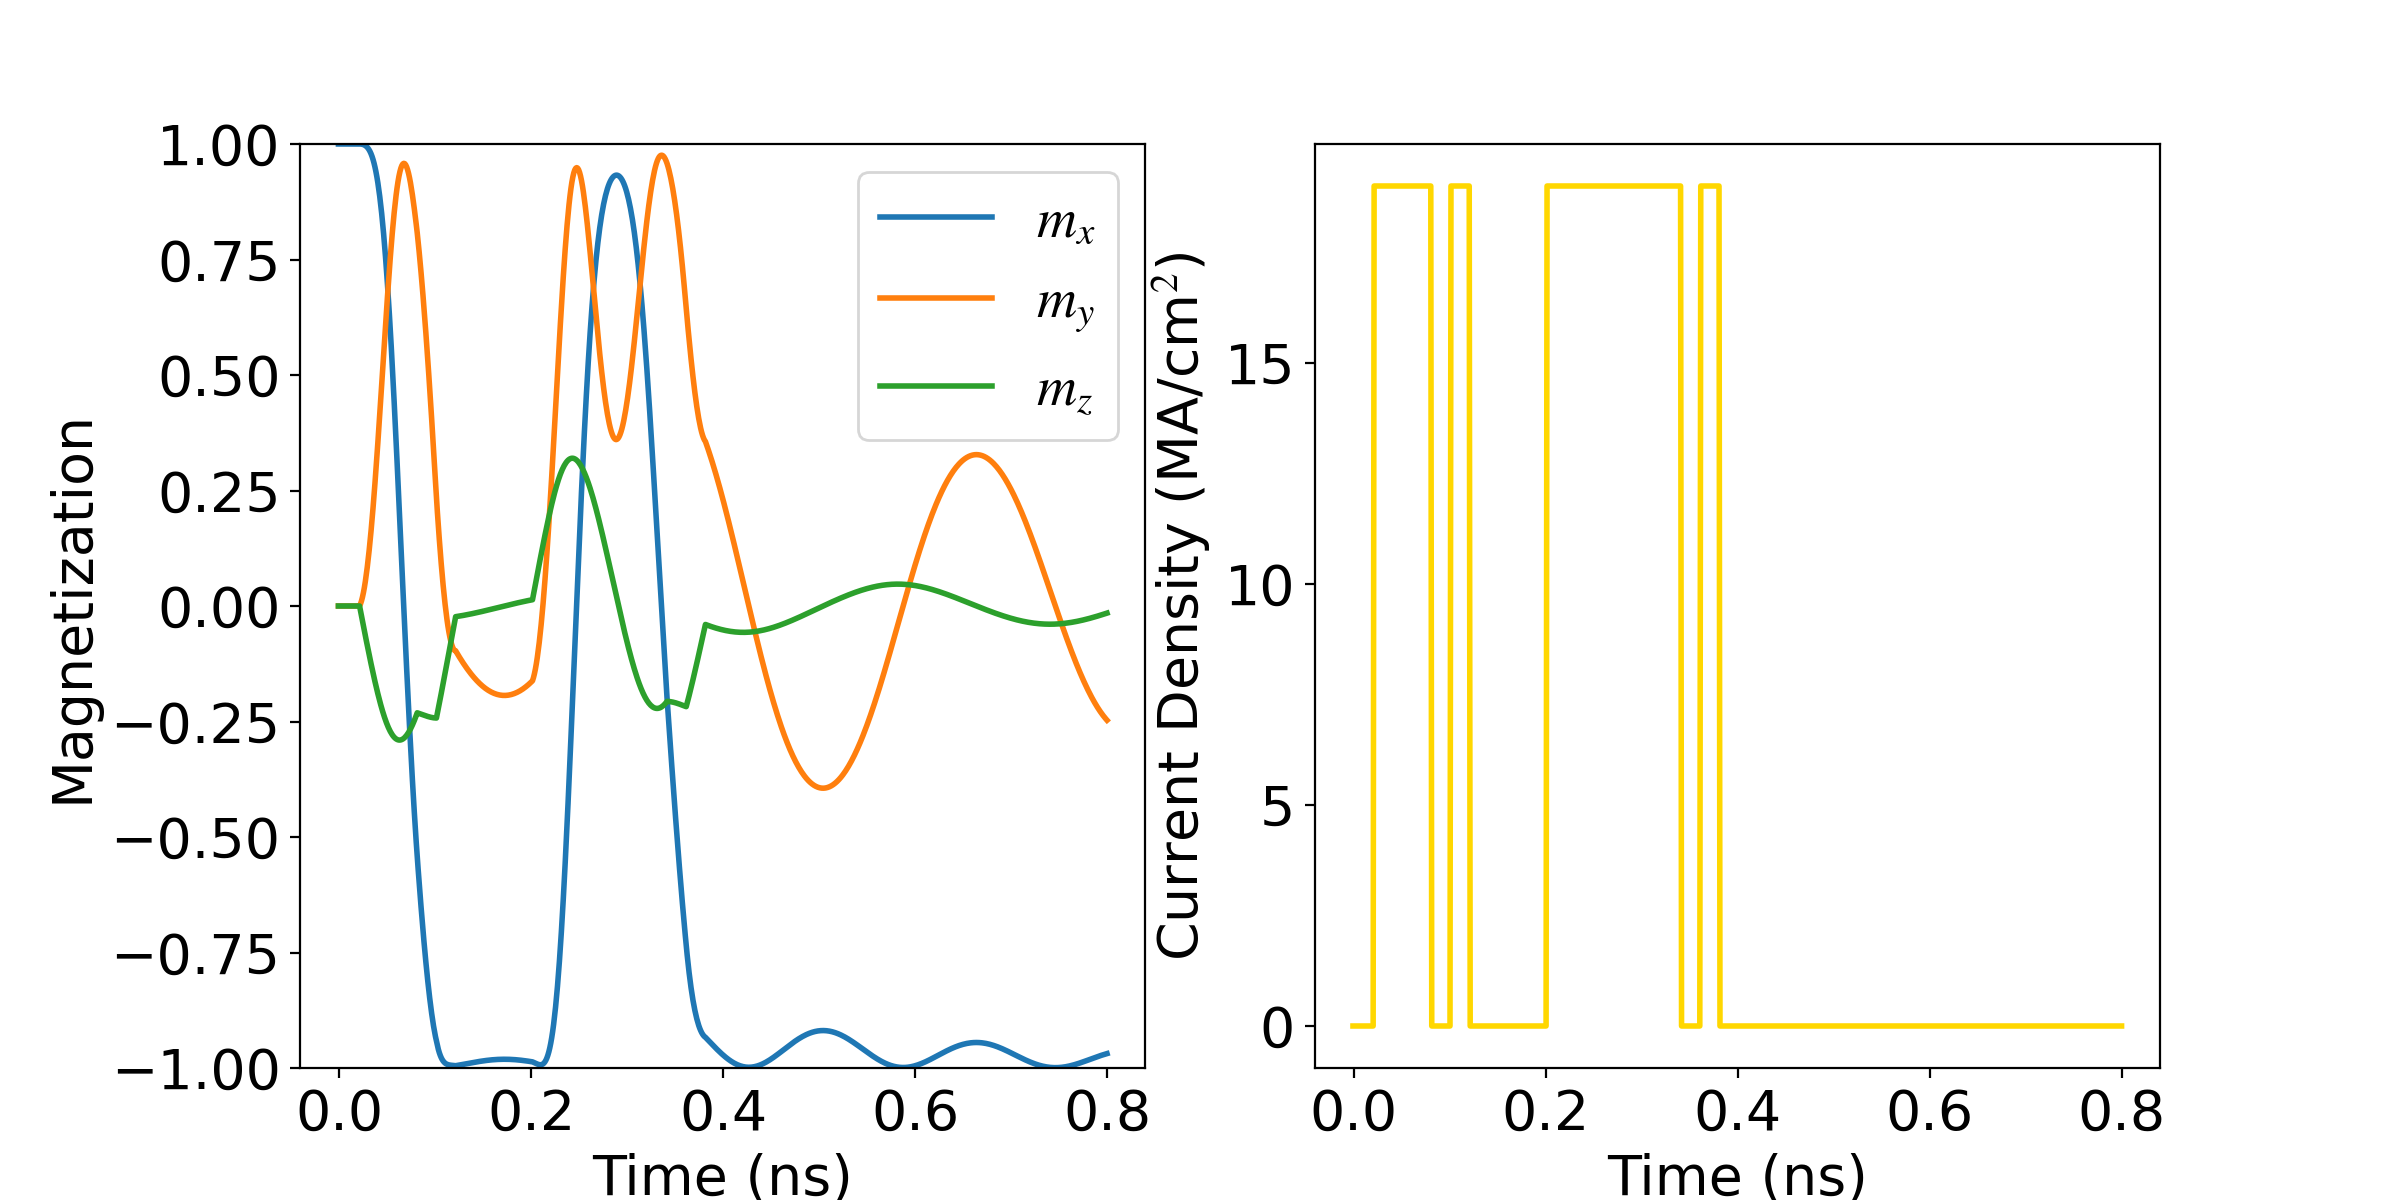 Magnetization
1.00
0.75
0.50
0.25
0.00
−0.25
−0.50
−0.75
−1.00
0.0 0.2 0.4 0.6 0.8
Time (ns)
m_x
m_y
m_z
Current Density (MA/cm²)
15
10
5
0
0.0 0.2 0.4 0.6 0.8
Time (ns)